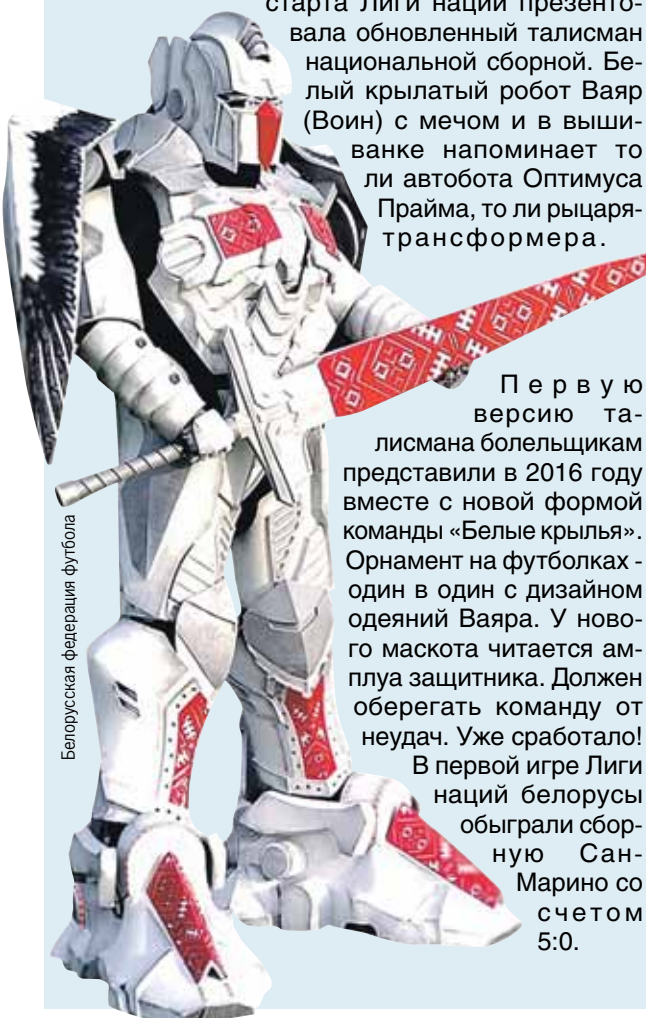 старта Лиги наций презенто-
вала обновленный талисман
национальной сборной. Бе-
лый крылатый робот Ваяр
(Воин) с мечом и в выши-
ванке напоминает то
ли автобота Оптимуса
Прайма, то ли рыцаря-
трансформера.
Первую
версию та-
лисмана болельщикам
представили в 2016 году
вместе с новой формой
команды «Белые крылья».
Орнамент на футболках -
один в один с дизайном
одеяний Ваяра. У ново-
го маскота читается ам-
плуа защитника. Должен
оберегать команду от
неудач. Уже сработало!
В первой игре Лиги
наций белорусы
обыграли сбор-
ную Сан-
Марино со
счетом
5:0.
Белорусская федерация футбола